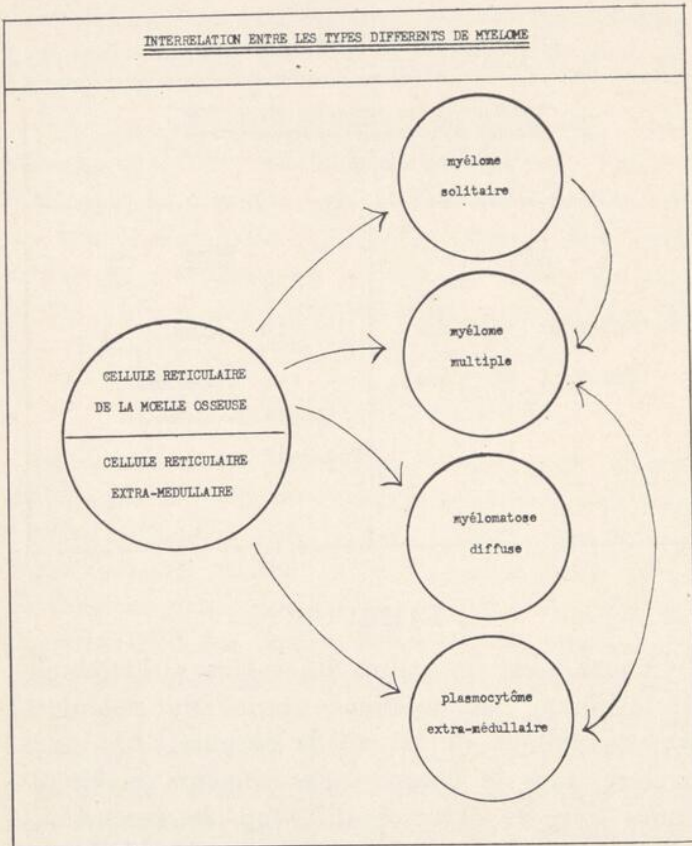 INTERRELATION ENTRE LES TYPES DIFFERENTS DE MYELOME
myélome
solitaire
myélome
multiple
CELLULE RETICULAIRE
DE LA MOELLE OSSEUSE
CELLULE RETICULAIRE
EXTRA-MEDULLAIRE
myélomatose
diffuse
plasmocytôme
extra-médullaire